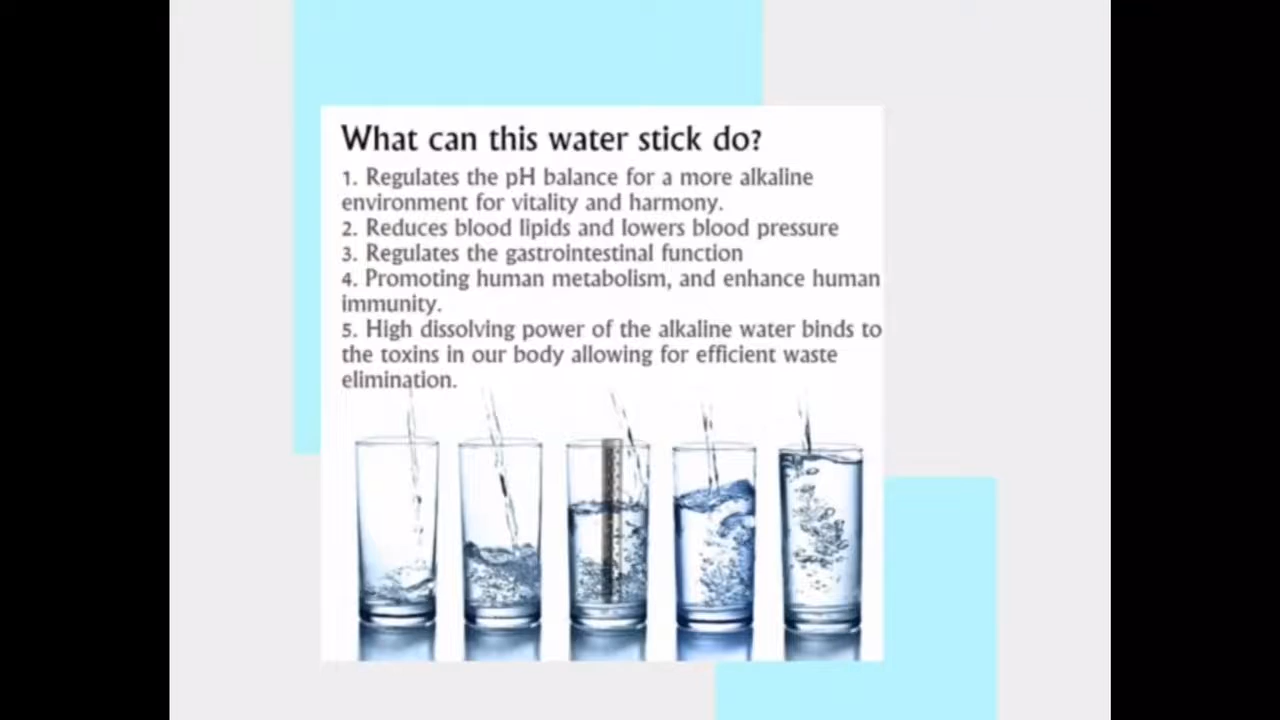 What can this water stick do?
1. Regulates the pH balance for a more alkaline
environment for vitality and harmony.
2. Reduces blood lipids and lowers blood pressure
3. Regulates the gastrointestinal function
4. Promoting human metabolism, and enhance human
immunity.
5. High dissolving power of the alkaline water binds to
the toxins in our body allowing for efficient waste
elimination.